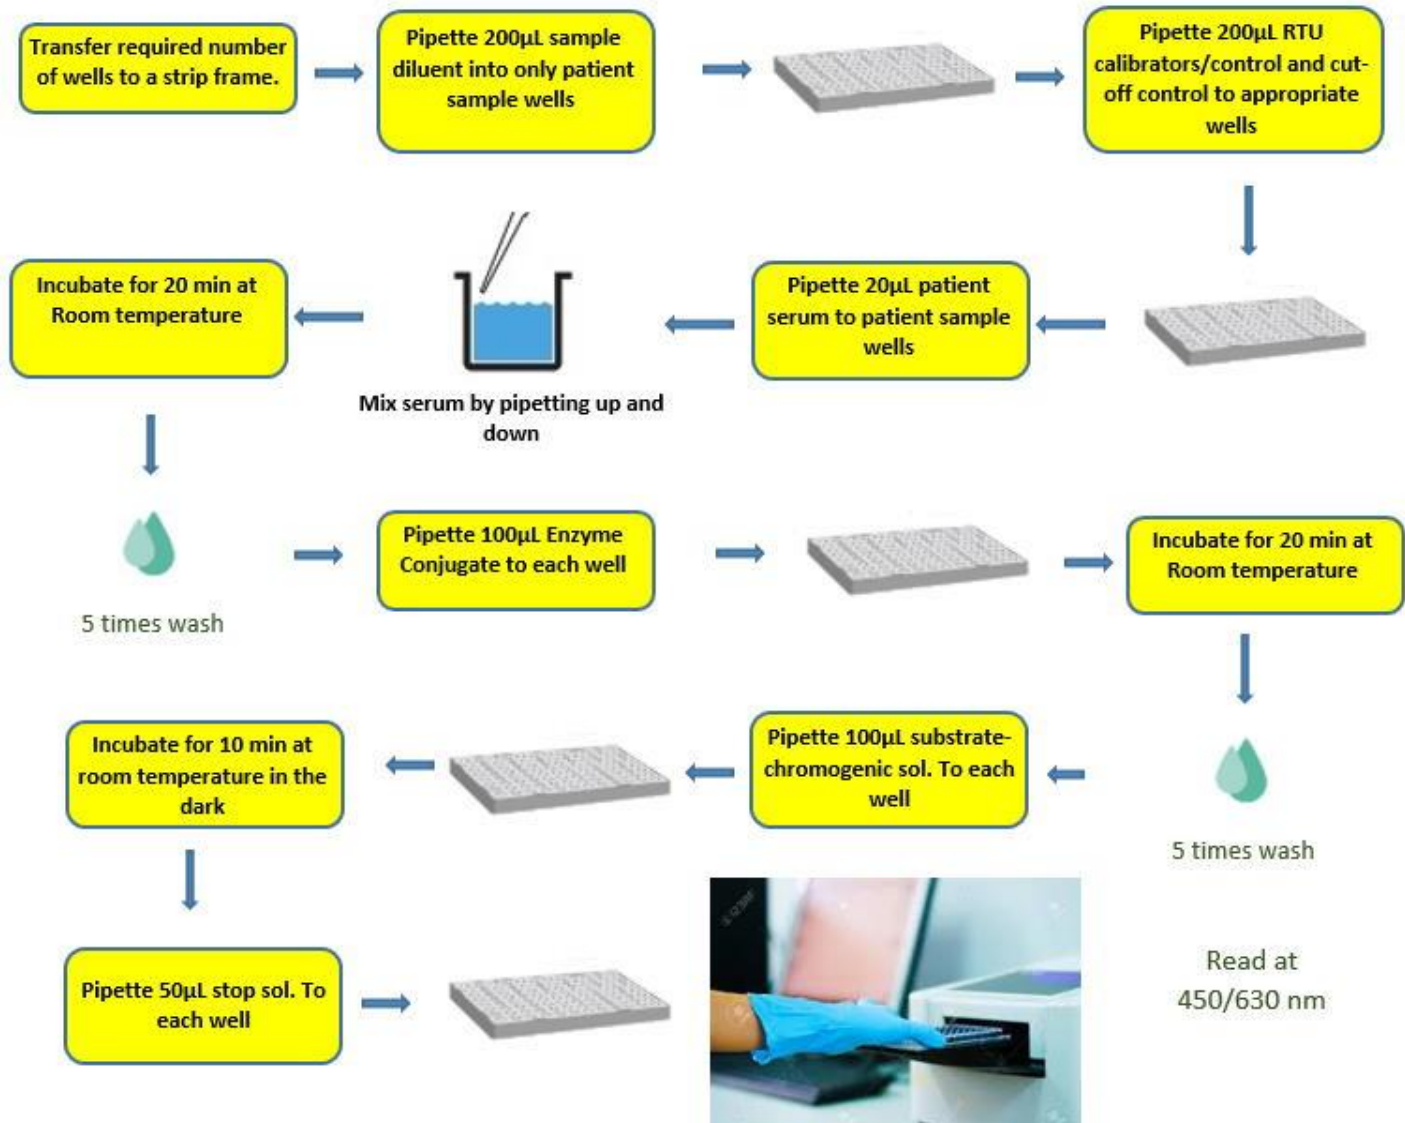 Transfer required number
of wells to a strip frame.
Pipette 200µL sample
diluent into only patient
sample wells
Pipette 200µL RTU
calibrators/control and cut-
off control to appropriate
wells
Pipette 20µL patient
serum to patient sample
wells
Mix serum by pipetting up and
down
Incubate for 20 min at
Room temperature
5 times wash
Pipette 100µL Enzyme
Conjugate to each well
Incubate for 20 min at
Room temperature
5 times wash
Pipette 100µL substrate-
chromogenic sol. To each
well
Incubate for 10 min at
room temperature in the
dark
Pipette 50µL stop sol. To
each well
Read at
450/630 nm